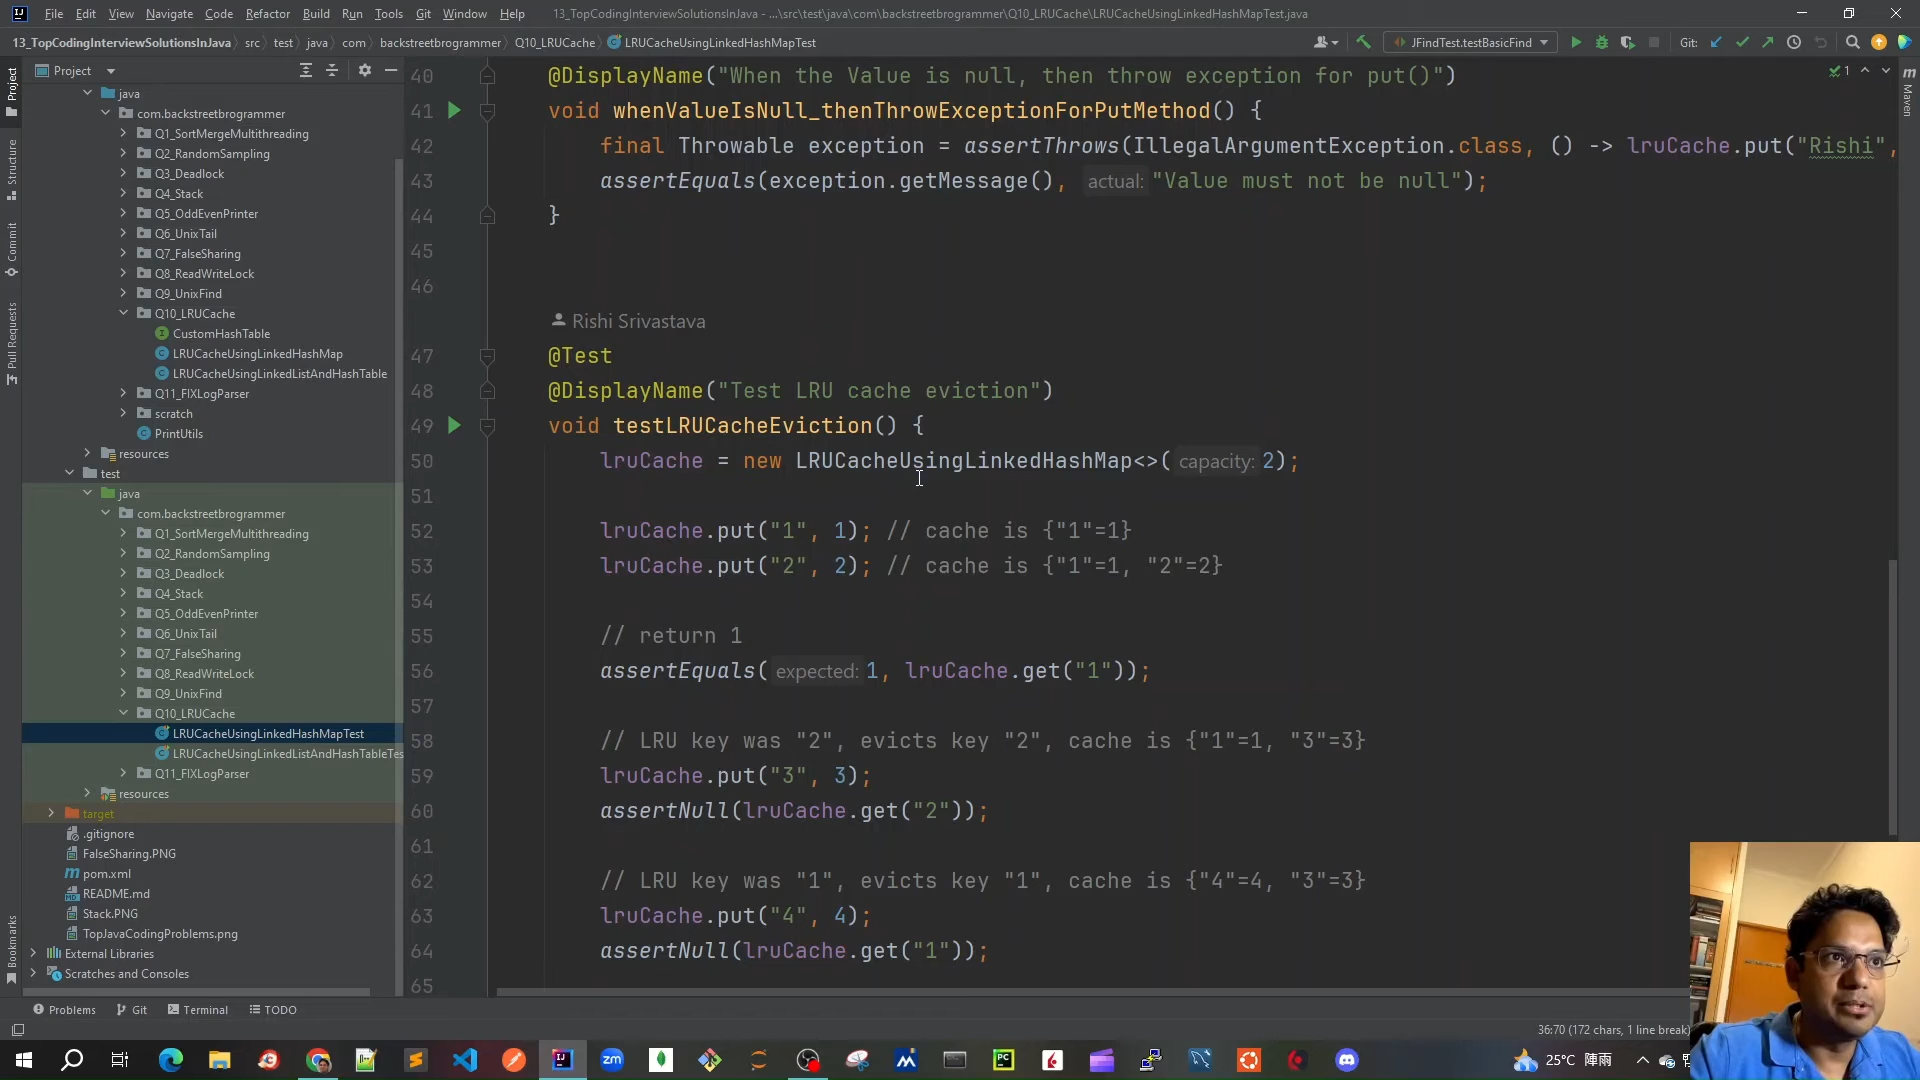 File Edit View Navigate Code Refactor Build Run Tools Git Window Help 13_TopCodingInterviewSolutionsInJava - ...\src\test\java\com\backstreetbrogrammer\Q10_LRUCache\LRUCacheUsingLinkedHashMapTest.java
13_TopCodingInterviewSolutionsInJava src test java com backstreetbrogrammer Q10_LRUCache LRUCacheUsingLinkedHashMapTest JFindTest.testBasicFind Git:
Project
java
com.backstreetbrogrammer
Q1_SortMergeMultithreading
Q2_RandomSampling
Q3_Deadlock
Q4_Stack
Q5_OddEvenPrinter
Q6_UnixTail
Q7_FalseSharing
Q8_ReadWriteLock
Q9_UnixFind
Q10_LRUCache
CustomHashTable
LRUCacheUsingLinkedHashMap
LRUCacheUsingLinkedListAndHashTable
Q11_FIXLogParser
scratch
PrintUtils
resources
test
java
com.backstreetbrogrammer
Q1_SortMergeMultithreading
Q2_RandomSampling
Q3_Deadlock
Q4_Stack
Q5_OddEvenPrinter
Q6_UnixTail
Q7_FalseSharing
Q8_ReadWriteLock
Q9_UnixFind
Q10_LRUCache
LRUCacheUsingLinkedHashMapTest
LRUCacheUsingLinkedListAndHashTableTes
Q11_FIXLogParser
resources
target
.gitignore
FalseSharing.PNG
pom.xml
README.md
Stack.PNG
TopJavaCodingProblems.png
External Libraries
Scratches and Consoles
Project
Structure
Commit
Pull Requests
Bookmarks
40 @DisplayName("When the Value is null, then throw exception for put()")
41 void whenValueIsNull_thenThrowExceptionForPutMethod() {
42 final Throwable exception = assertThrows(IllegalArgumentException.class, () -> lruCache.put("Rishi",
43 assertEquals(exception.getMessage(), actual: "Value must not be null");
44 }
45
46
Rishi Srivastava
47 @Test
48 @DisplayName("Test LRU cache eviction")
49 void testLRUCacheEviction() {
50 lruCache = new LRUCacheUsingLinkedHashMap<>( capacity: 2);
51
52 lruCache.put("1", 1); // cache is {"1"=1}
53 lruCache.put("2", 2); // cache is {"1"=1, "2"=2}
54
55 // return 1
56 assertEquals( expected: 1, lruCache.get("1"));
57
58 // LRU key was "2", evicts key "2", cache is {"1"=1, "3"=3}
59 lruCache.put("3", 3);
60 assertNull(lruCache.get("2"));
61
62 // LRU key was "1", evicts key "1", cache is {"4"=4, "3"=3}
63 lruCache.put("4", 4);
64 assertNull(lruCache.get("1"));
65
1
m
Maven
Problems Git Terminal TODO
36:70 (172 chars, 1 line break)
25°C 陣雨